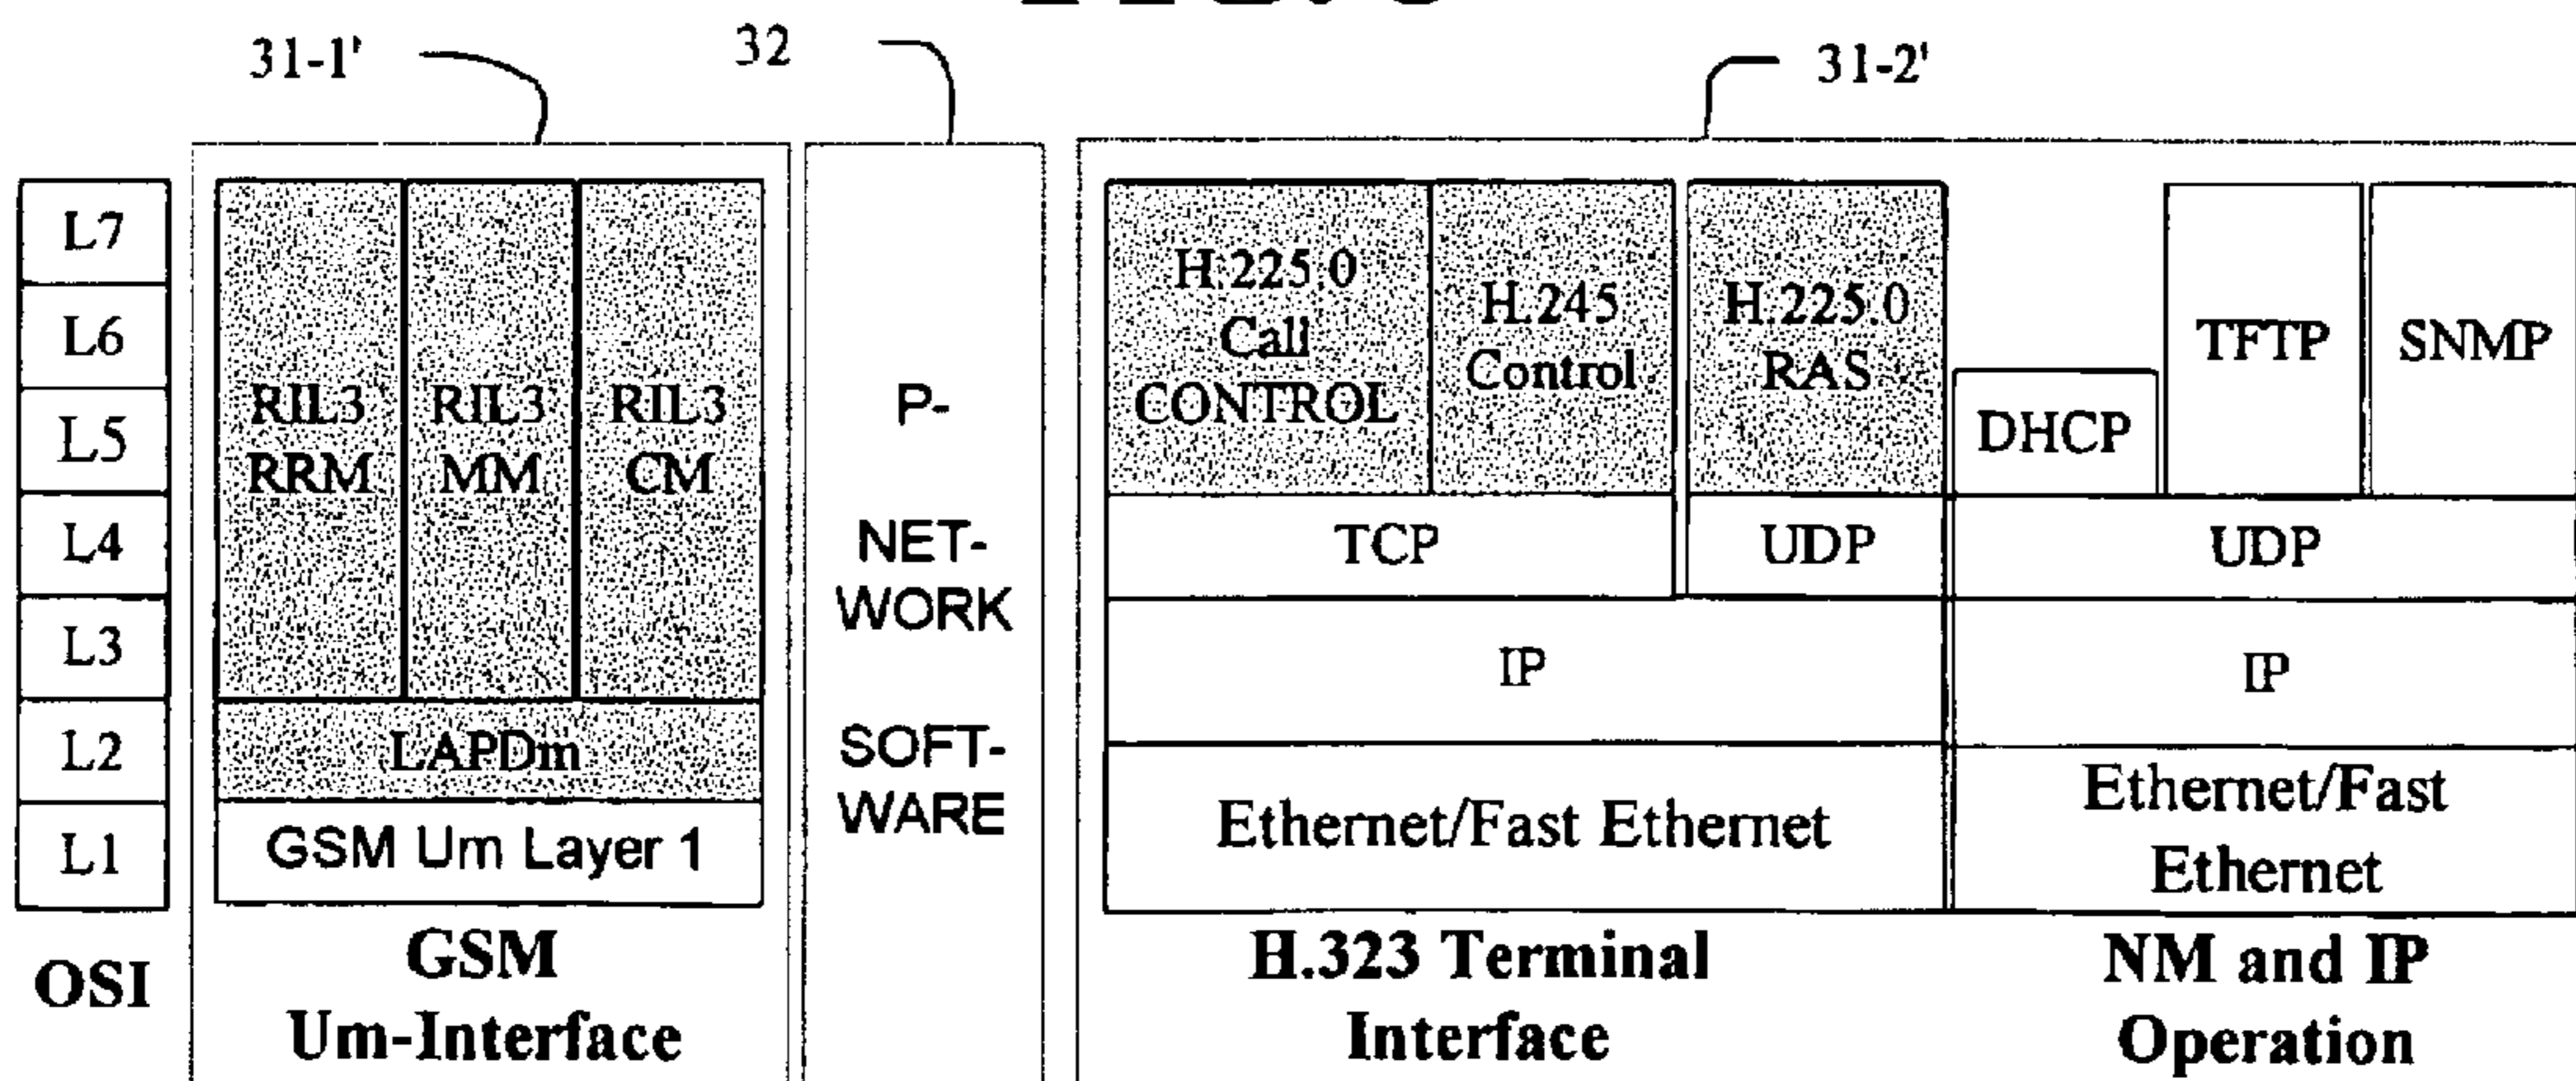 31-1'
32
31-2'
L7
L6
L5
L4
L3
L2
L1
OSI
RIL3
RRM
RIL3
MM
RIL3
CM
LAPDm
GSM Um Layer 1
GSM
Um-Interface
P-
NET-
WORK
SOFT-
WARE
H.225.0
Call
CONTROL
H.245
Control
H.225.0
RAS
TCP
UDP
IP
Ethernet/Fast Ethernet
H.323 Terminal
Interface
DHCP
TFTP
SNMP
UDP
IP
Ethernet/Fast
Ethernet
NM and IP
Operation